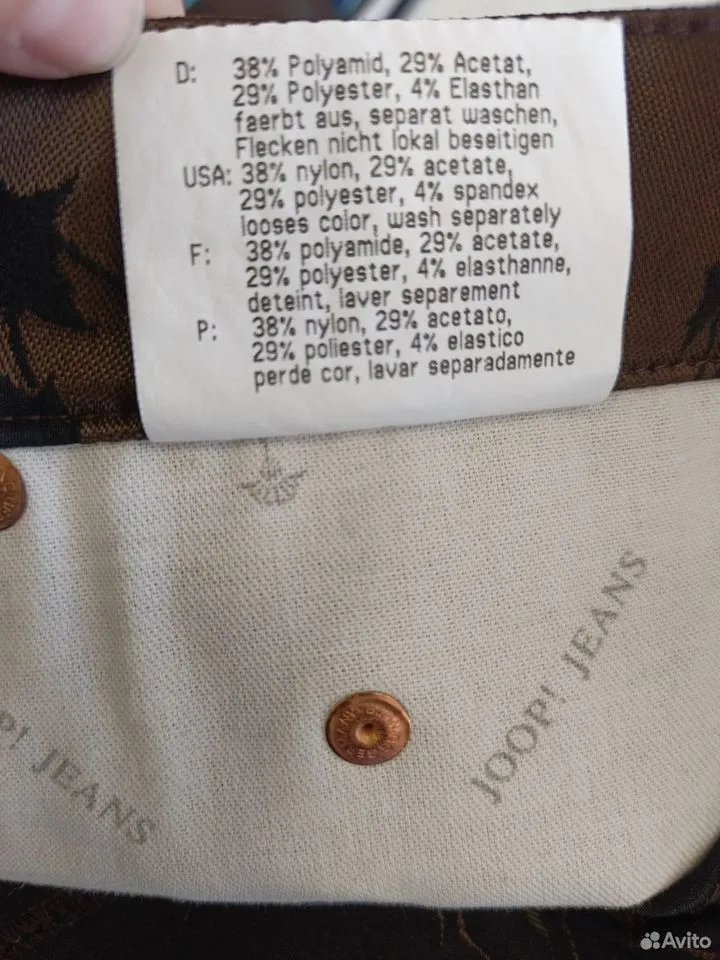 D: 38% Polyamid, 29% Acetat,
29% Polyester, 4% Elasthan
faerbt aus, separat waschen,
Flecken nicht lokal beseitigen
USA: 38% nylon, 29% acetate,
29% polyester, 4% spandex
looses color, wash separately
F: 38% polyamide, 29% acetate,
29% polyester, 4% elasthanne,
deteint, laver separement
P: 38% nylon, 29% acetato,
29% poliester, 4% elastico
perde cor, lavar separadamente
JOOP! JEANS
P! JEANS
Avito